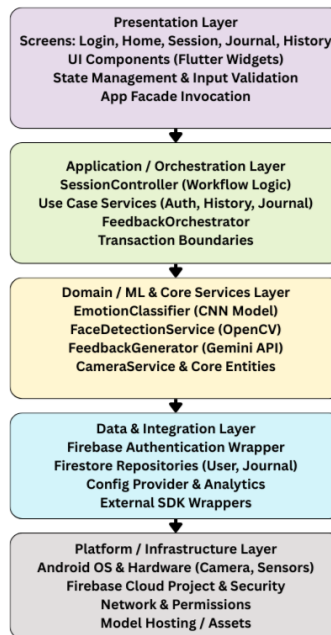 Presentation Layer
Screens: Login, Home, Session, Journal, History
UI Components (Flutter Widgets)
State Management & Input Validation
App Facade Invocation
Application / Orchestration Layer
SessionController (Workflow Logic)
Use Case Services (Auth, History, Journal)
FeedbackOrchestrator
Transaction Boundaries
Domain / ML & Core Services Layer
EmotionClassifier (CNN Model)
FaceDetectionService (OpenCV)
FeedbackGenerator (Gemini API)
CameraService & Core Entities
Data & Integration Layer
Firebase Authentication Wrapper
Firestore Repositories (User, Journal)
Config Provider & Analytics
External SDK Wrappers
Platform / Infrastructure Layer
Android OS & Hardware (Camera, Sensors)
Firebase Cloud Project & Security
Network & Permissions
Model Hosting / Assets